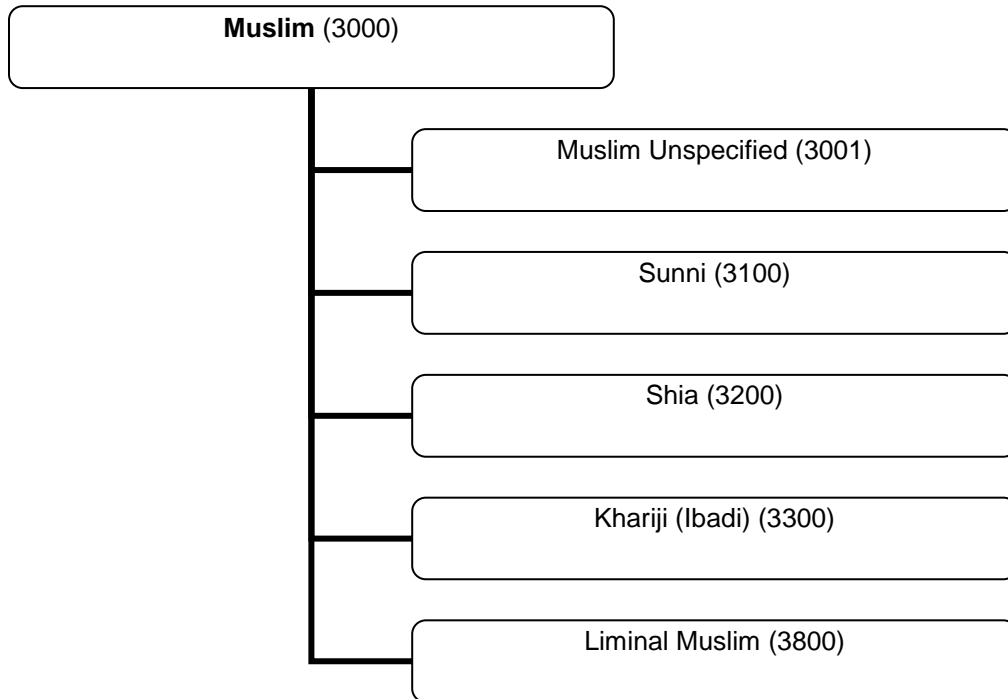 Muslim (3000)
Muslim Unspecified (3001)
Sunni (3100)
Shia (3200)
Khariji (Ibadi) (3300)
Liminal Muslim (3800)